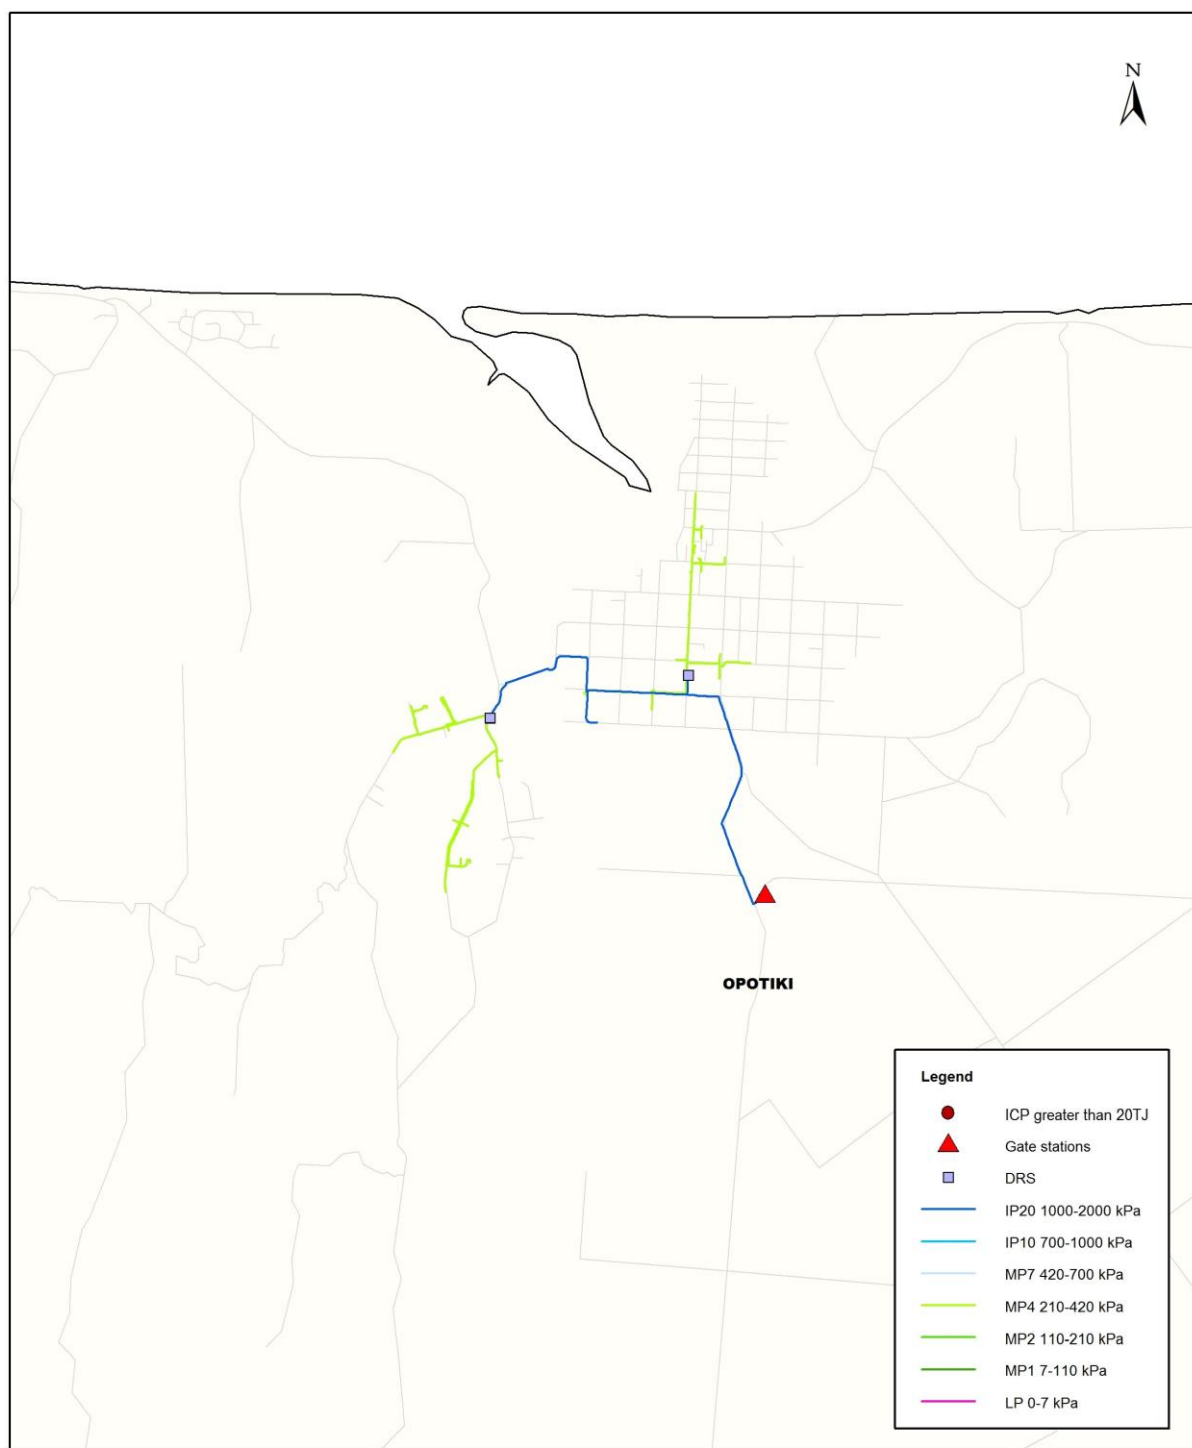 N
OPOTIKI
Legend
ICP greater than 20TJ
Gate stations
DRS
IP20 1000-2000 kPa
IP10 700-1000 kPa
MP7 420-700 kPa
MP4 210-420 kPa
MP2 110-210 kPa
MP1 7-110 kPa
LP 0-7 kPa